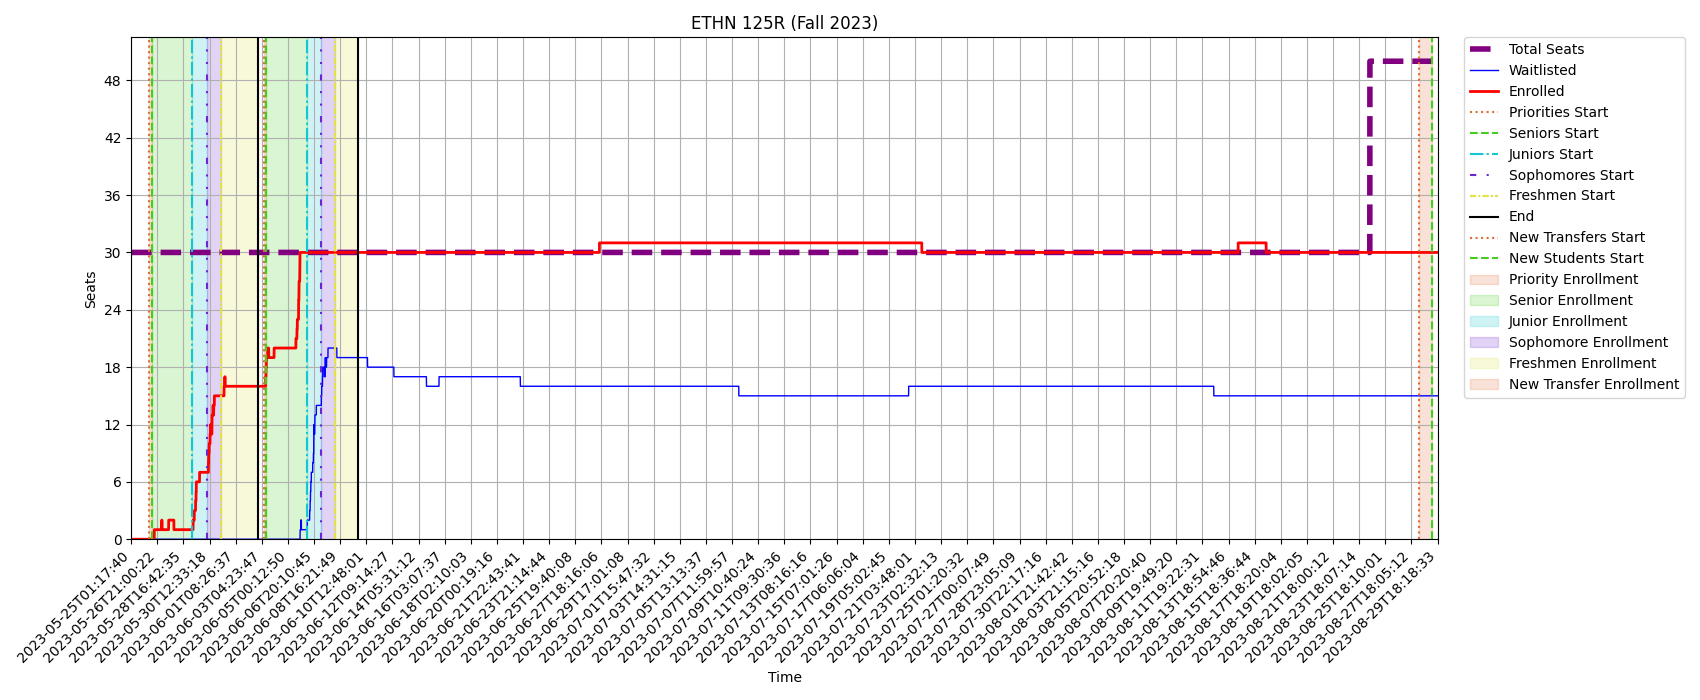 ETHN 125R (Fall 2023)
Seats
48
42
36
30
24
18
12
6
0
2023-05-25T01:17:40
2023-05-26T21:00:22
2023-05-28T16:42:35
2023-05-30T12:33:18
2023-06-01T08:26:37
2023-06-03T04:23:47
2023-06-05T00:12:50
2023-06-06T20:10:45
2023-06-08T16:21:49
2023-06-10T12:48:01
2023-06-12T09:14:27
2023-06-14T05:31:12
2023-06-16T03:07:37
2023-06-18T02:10:03
2023-06-20T00:19:16
2023-06-21T22:43:41
2023-06-23T21:14:44
2023-06-25T19:40:08
2023-06-27T18:16:06
2023-06-29T17:01:08
2023-07-01T15:47:32
2023-07-03T14:31:15
2023-07-05T13:13:37
2023-07-07T11:59:57
2023-07-09T10:40:24
2023-07-11T09:30:36
2023-07-13T08:16:16
2023-07-15T07:01:26
2023-07-17T06:06:04
2023-07-19T05:02:45
2023-07-21T03:48:01
2023-07-23T02:32:13
2023-07-25T01:20:32
2023-07-27T00:07:49
2023-07-28T23:05:09
2023-07-30T22:17:16
2023-08-01T21:42:42
2023-08-03T21:15:16
2023-08-05T20:52:18
2023-08-07T20:20:40
2023-08-09T19:49:20
2023-08-11T19:22:31
2023-08-13T18:54:46
2023-08-15T18:36:44
2023-08-17T18:20:04
2023-08-19T18:02:05
2023-08-21T18:00:12
2023-08-23T18:07:14
2023-08-25T18:10:01
2023-08-27T18:05:12
2023-08-29T18:18:33
Time
Total Seats
Waitlisted
Enrolled
Priorities Start
Seniors Start
Juniors Start
Sophomores Start
Freshmen Start
End
New Transfers Start
New Students Start
Priority Enrollment
Senior Enrollment
Junior Enrollment
Sophomore Enrollment
Freshmen Enrollment
New Transfer Enrollment